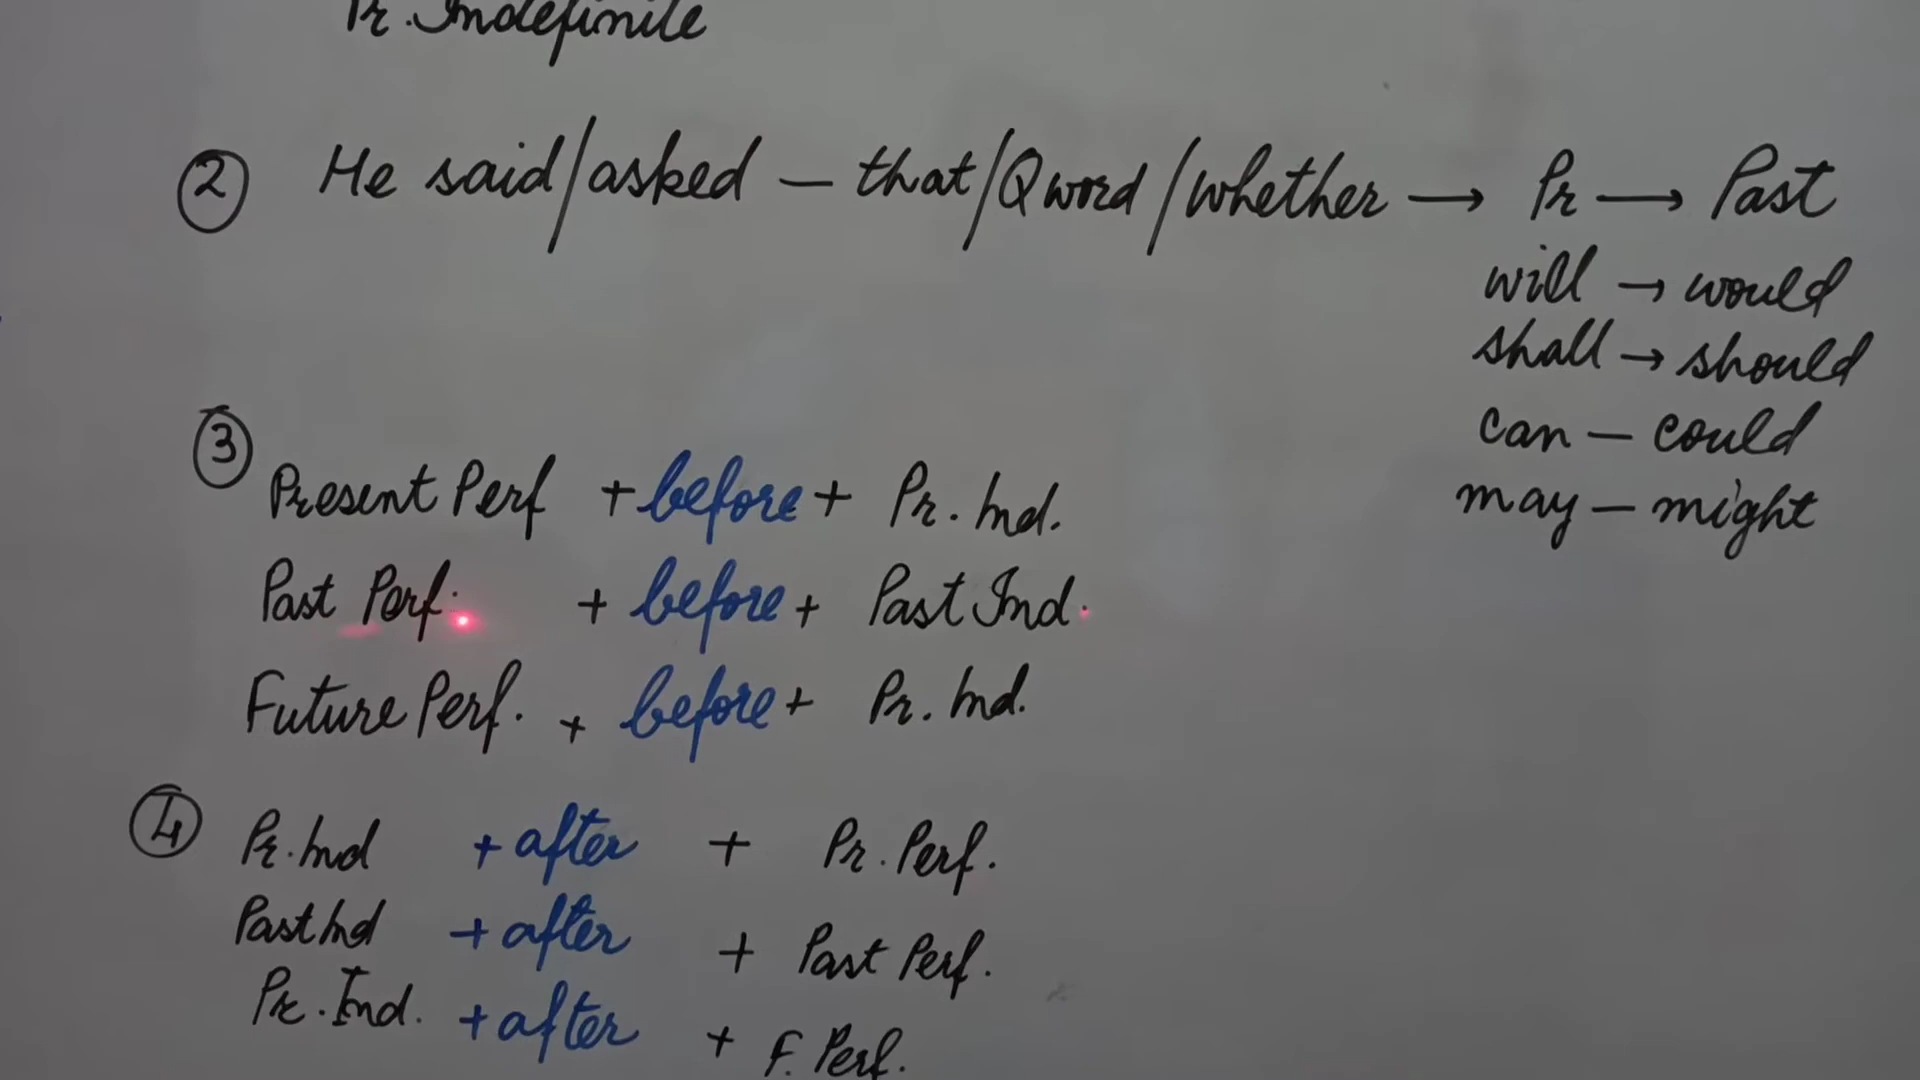 Pr. Indefinite
② He said/asked — that/Q word/whether → Pr → Past
will → would
shall → should
can — could
may — might
③
Present Perf + before + Pr. Ind.
Past Perf. + before + Past Ind.
Future Perf. + before + Pr. Ind.
④ Pr. Ind + after + Pr. Perf.
Past Ind + after + Past Perf.
Pr. Ind. + after + F. Perf.